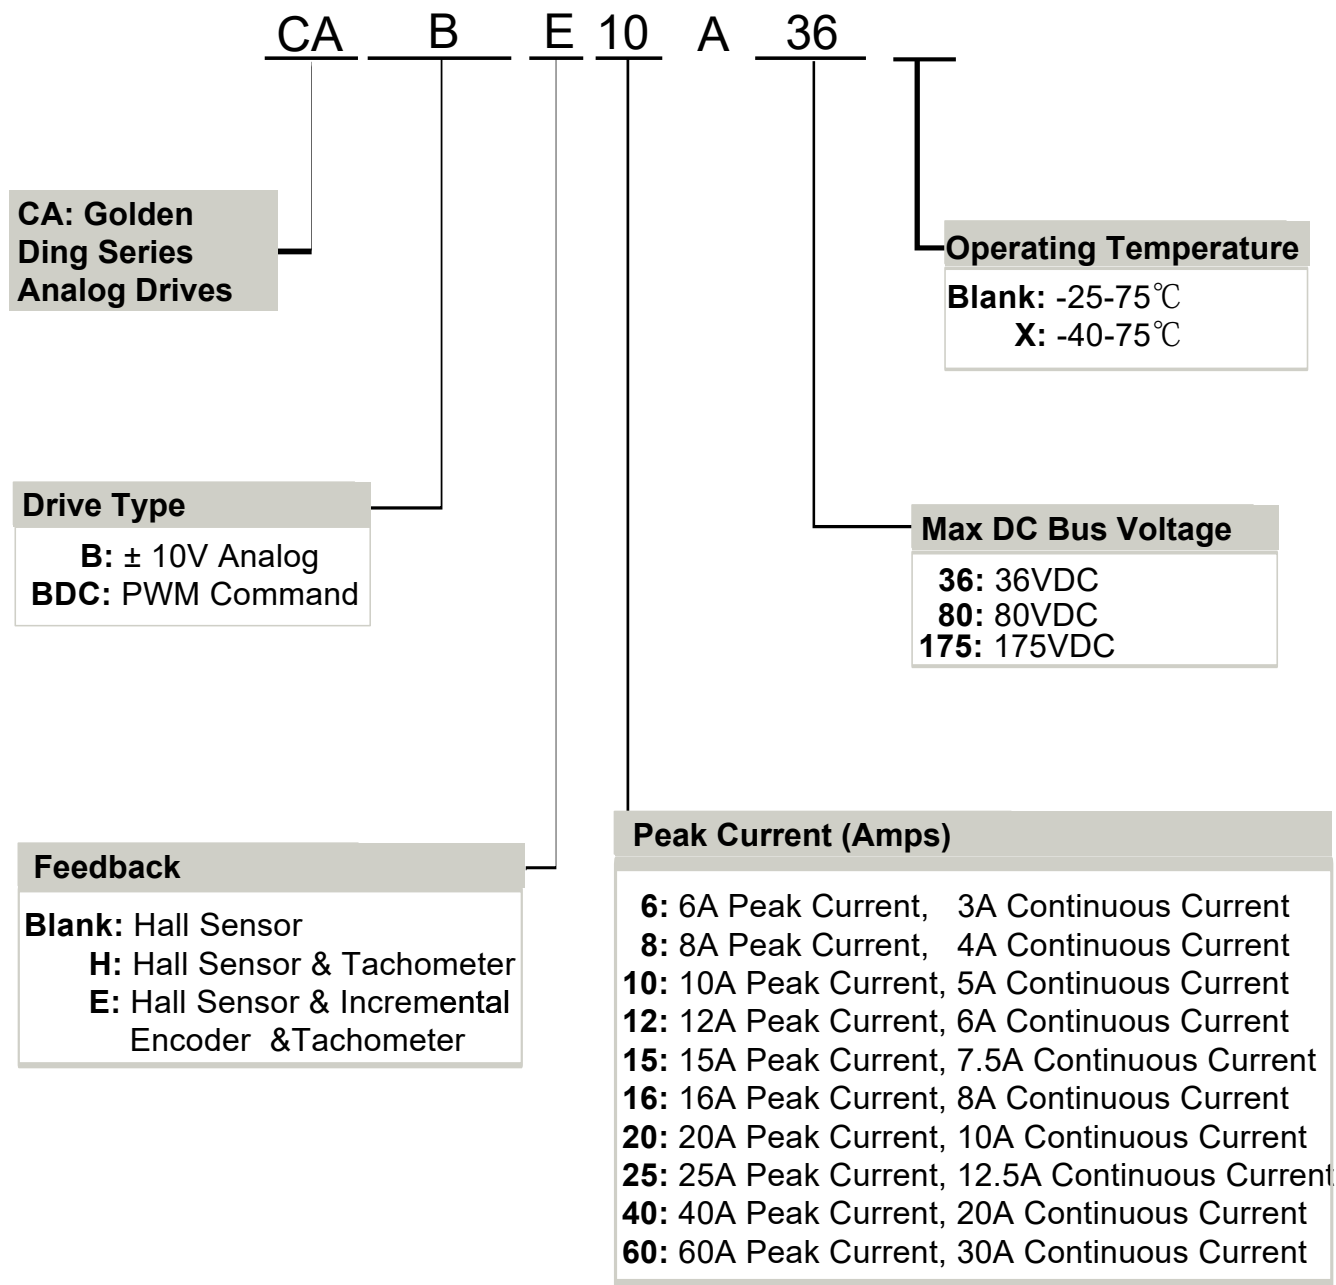 CA B E 10 A 36
CA: Golden
Ding Series
Analog Drives
Operating Temperature
Blank: -25-75℃
X: -40-75℃
Drive Type
B: ± 10V Analog
BDC: PWM Command
Max DC Bus Voltage
36: 36VDC
80: 80VDC
175: 175VDC
Feedback
Blank: Hall Sensor
H: Hall Sensor & Tachometer
E: Hall Sensor & Incremental
Encoder &Tachometer
Peak Current (Amps)
6: 6A Peak Current, 3A Continuous Current
8: 8A Peak Current, 4A Continuous Current
10: 10A Peak Current, 5A Continuous Current
12: 12A Peak Current, 6A Continuous Current
15: 15A Peak Current, 7.5A Continuous Current
16: 16A Peak Current, 8A Continuous Current
20: 20A Peak Current, 10A Continuous Current
25: 25A Peak Current, 12.5A Continuous Current
40: 40A Peak Current, 20A Continuous Current
60: 60A Peak Current, 30A Continuous Current